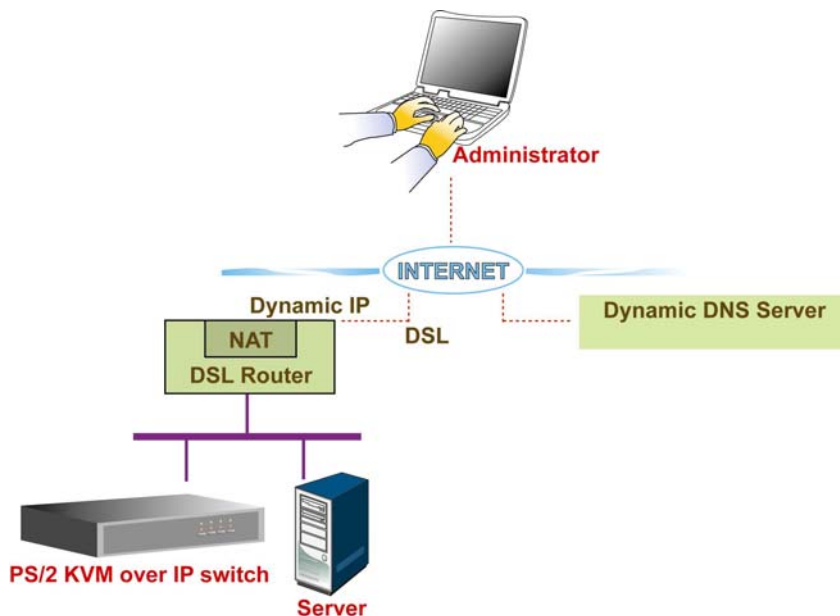 Administrator
INTERNET
Dynamic IP
DSL
Dynamic DNS Server
NAT
DSL Router
PS/2 KVM over IP switch
Server